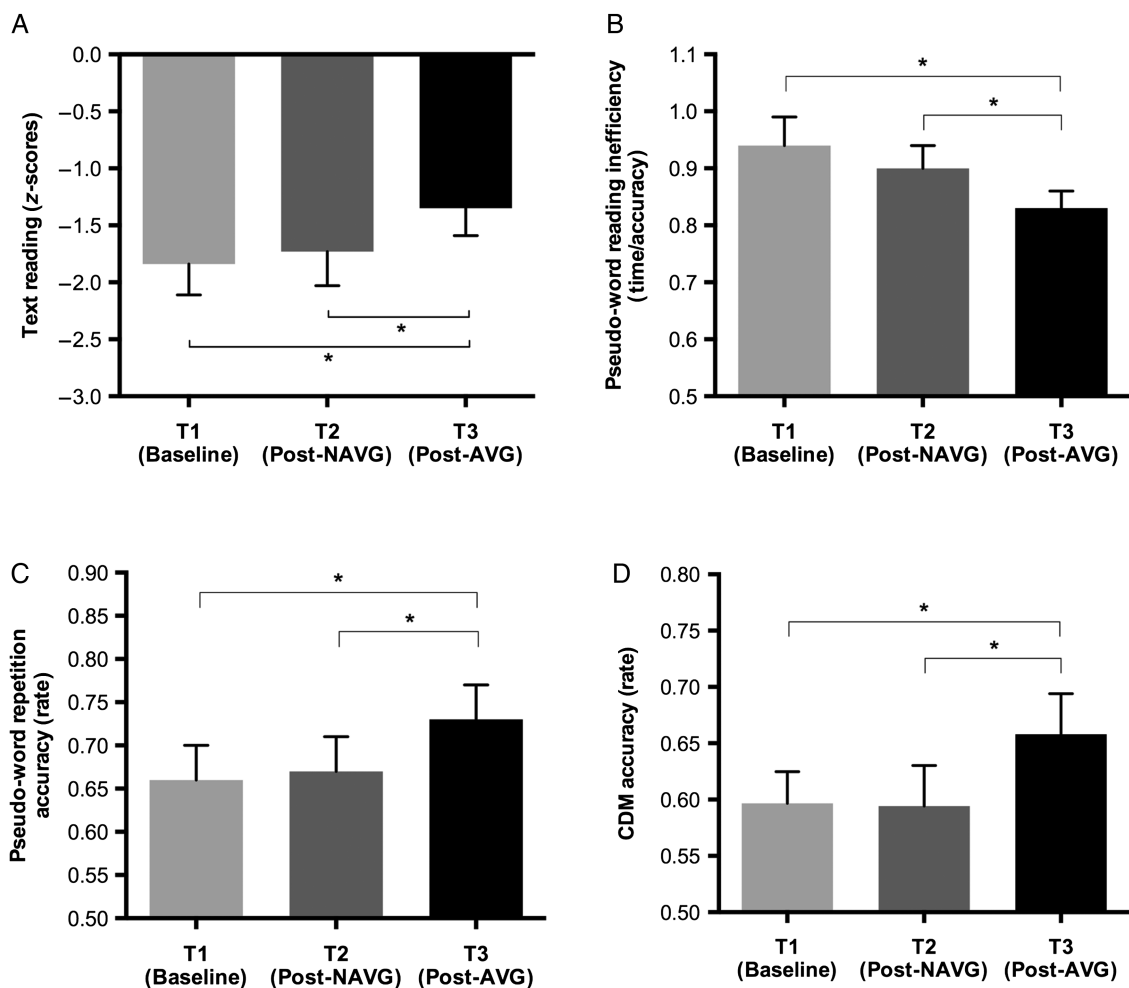 A
Text reading (z-scores)
0.0
–0.5
–1.0
–1.5
–2.0
–2.5
–3.0
*
*
T1
(Baseline)
T2
(Post-NAVG)
T3
(Post-AVG)
B
Pseudo-word reading inefficiency
(time/accuracy)
1.1
1.0
0.9
0.8
0.7
0.6
0.5
*
*
T1
(Baseline)
T2
(Post-NAVG)
T3
(Post-AVG)
C
Pseudo-word repetition
accuracy (rate)
0.90
0.85
0.80
0.75
0.70
0.65
0.60
0.55
0.50
*
*
T1
(Baseline)
T2
(Post-NAVG)
T3
(Post-AVG)
D
CDM accuracy (rate)
0.80
0.75
0.70
0.65
0.60
0.55
0.50
*
*
T1
(Baseline)
T2
(Post-NAVG)
T3
(Post-AVG)